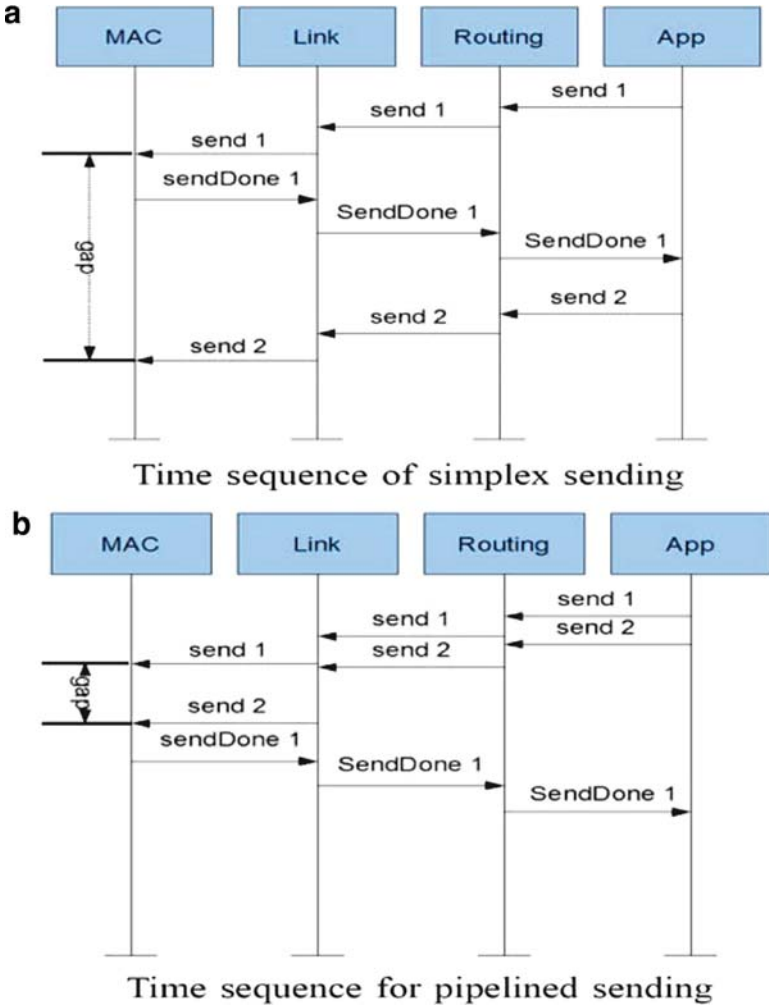 a
MAC Link Routing App
send 1
send 1
send 1
sendDone 1
SendDone 1
SendDone 1
gap
send 2
send 2
send 2
Time sequence of simplex sending
b
MAC Link Routing App
send 1
send 1
send 2
send 1
send 2
gap
send 2
sendDone 1
SendDone 1
SendDone 1
Time sequence for pipelined sending